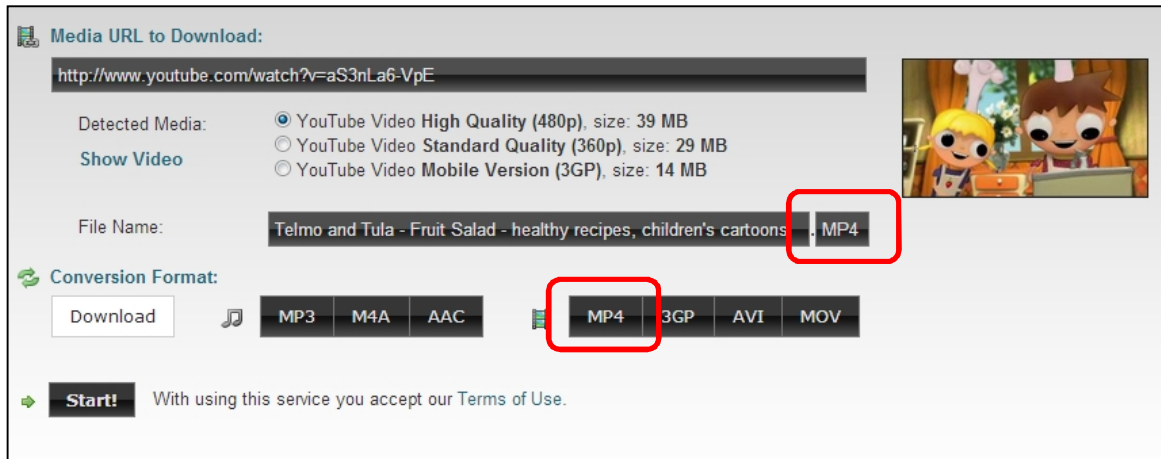 Media URL to Download:
http://www.youtube.com/watch?v=aS3nLa6-VpE
Detected Media:
YouTube Video High Quality (480p), size: 39 MB
Show Video
YouTube Video Standard Quality (360p), size: 29 MB
YouTube Video Mobile Version (3GP), size: 14 MB
File Name:
Telmo and Tula - Fruit Salad - healthy recipes, children's cartoons . MP4
Conversion Format:
Download MP3 M4A AAC MP4 3GP AVI MOV
Start! With using this service you accept our Terms of Use.